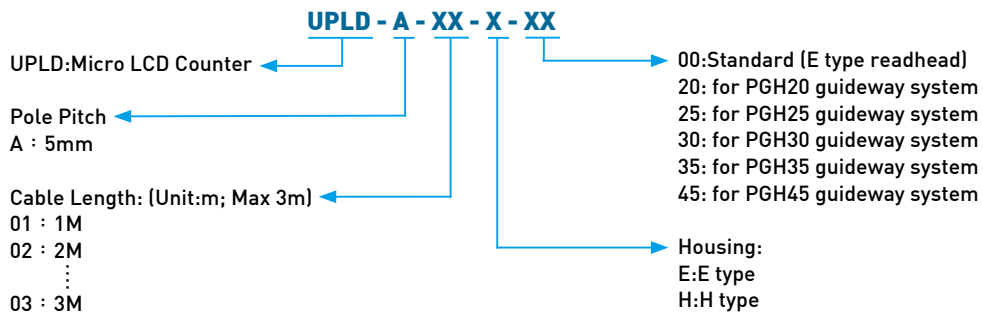 UPLD - A - XX - X - XX
UPLD:Micro LCD Counter
Pole Pitch
A：5mm
Cable Length: (Unit:m; Max 3m)
01：1M
02：2M
⋮
03：3M
00:Standard (E type readhead)
20: for PGH20 guideway system
25: for PGH25 guideway system
30: for PGH30 guideway system
35: for PGH35 guideway system
45: for PGH45 guideway system
Housing:
E:E type
H:H type